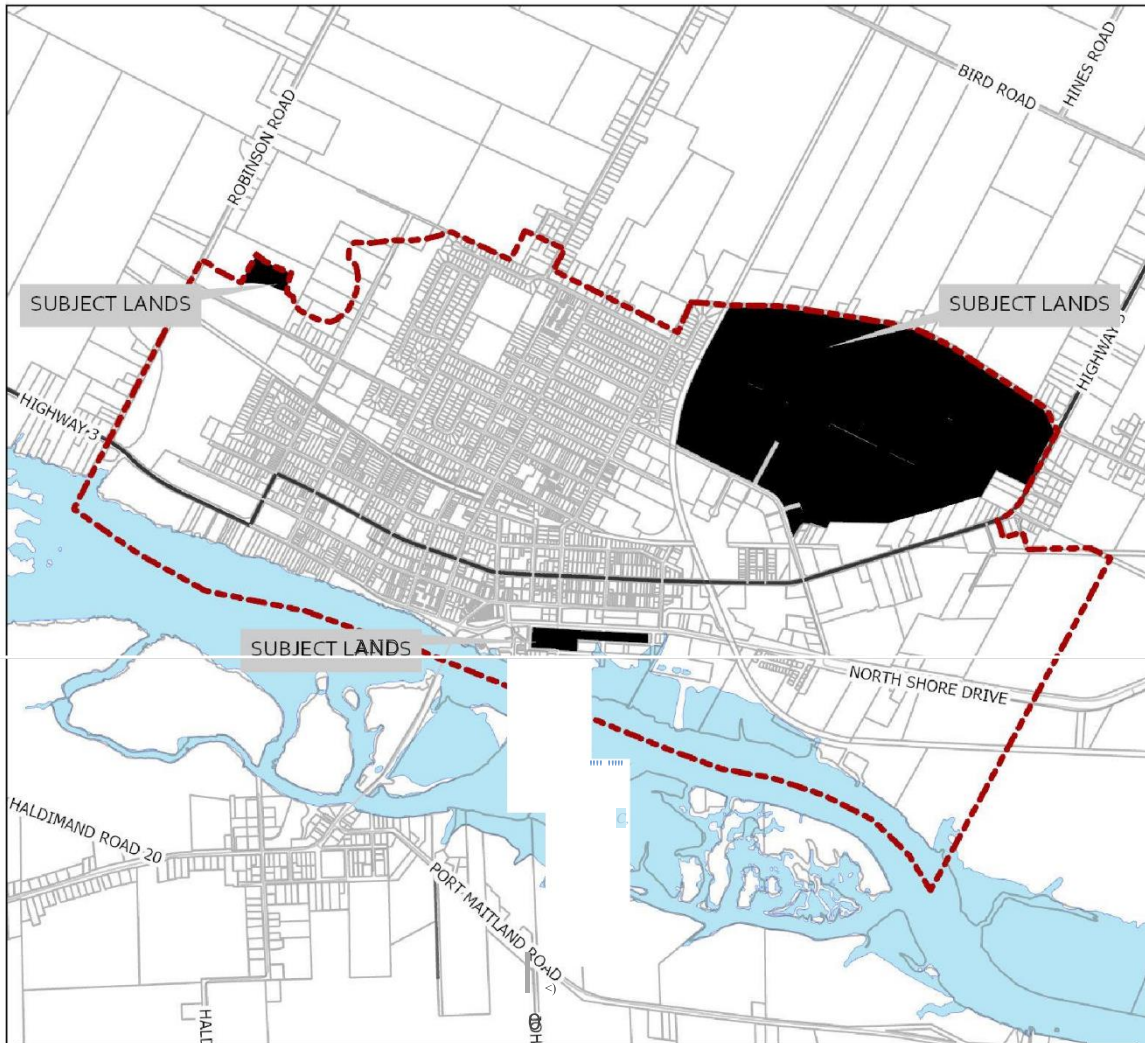 BIRD ROAD
HINES ROAD
ROBINSON ROAD
SUBJECT LANDS
SUBJECT LANDS
HIGHWAY 3
HIGHWAY 3
SUBJECT LANDS
NORTH SHORE DRIVE
HALDIMAND ROAD 20
PORT MAITLAND ROAD
HALD